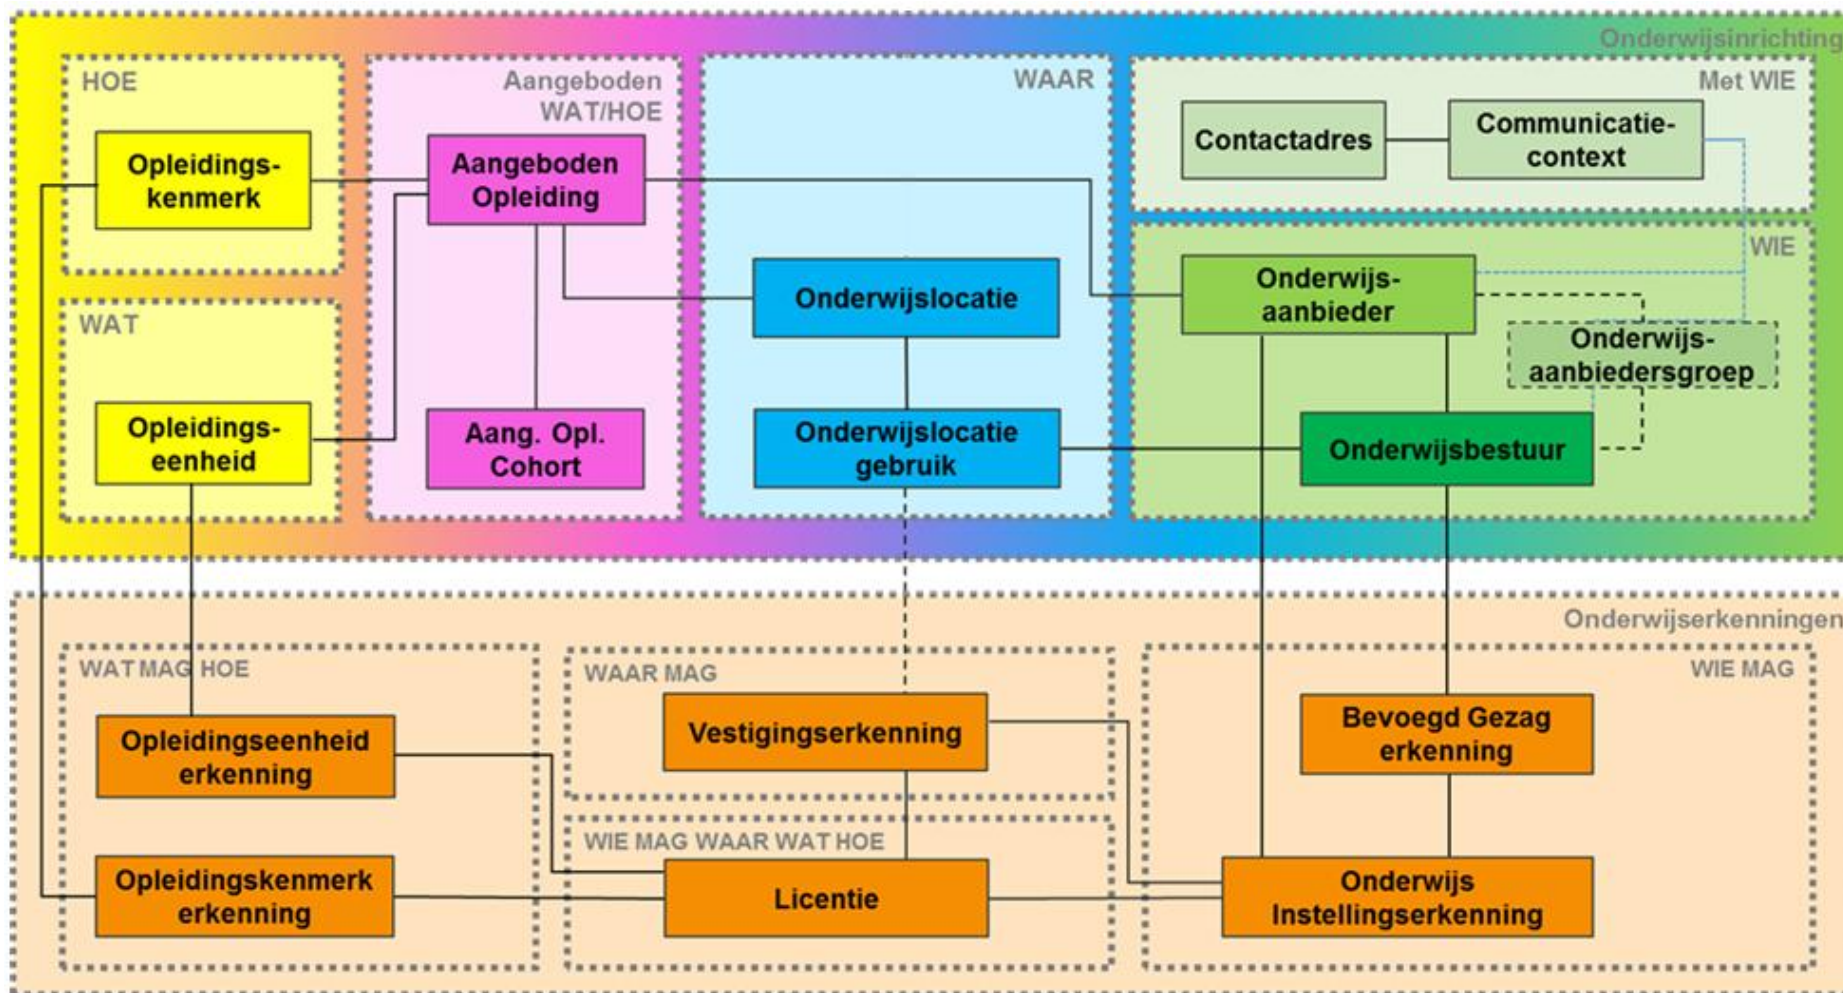 Onderwijsinrichting
HOE
Opleidings-
kenmerk
WAT
Opleidings-
eenheid
Aangeboden
WAT/HOE
Aangeboden
Opleiding
Aang. Opl.
Cohort
WAAR
Onderwijslocatie
Onderwijslocatie
gebruik
Met WIE
Contactadres
Communicatie-
context
WIE
Onderwijs-
aanbieder
Onderwijs-
aanbiedersgroep
Onderwijsbestuur
Onderwijserkenningen
WAT MAG HOE
Opleidingseenheid
erkenning
Opleidingskenmerk
erkenning
WAAR MAG
Vestigingserkenning
WIE MAG WAAR WAT HOE
Licentie
WIE MAG
Bevoegd Gezag
erkenning
Onderwijs
Instellingserkenning